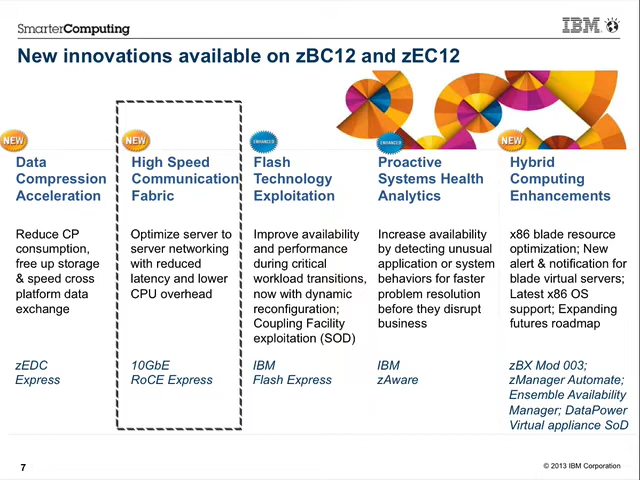 SmarterComputing
IBM
New innovations available on zBC12 and zEC12
NEW
Data
Compression
Acceleration
Reduce CP
consumption,
free up storage
& speed cross
platform data
exchange
zEDC
Express
NEW
High Speed
Communication
Fabric
Optimize server to
server networking
with reduced
latency and lower
CPU overhead
10GbE
RoCE Express
ENHANCED
Flash
Technology
Exploitation
Improve availability
and performance
during critical
workload transitions,
now with dynamic
reconfiguration;
Coupling Facility
exploitation (SOD)
IBM
Flash Express
ENHANCED
Proactive
Systems Health
Analytics
Increase availability
by detecting unusual
application or system
behaviors for faster
problem resolution
before they disrupt
business
IBM
zAware
NEW
Hybrid
Computing
Enhancements
x86 blade resource
optimization; New
alert & notification for
blade virtual servers;
Latest x86 OS
support; Expanding
futures roadmap
zBX Mod 003;
zManager Automate;
Ensemble Availability
Manager; DataPower
Virtual appliance SoD
7
© 2013 IBM Corporation